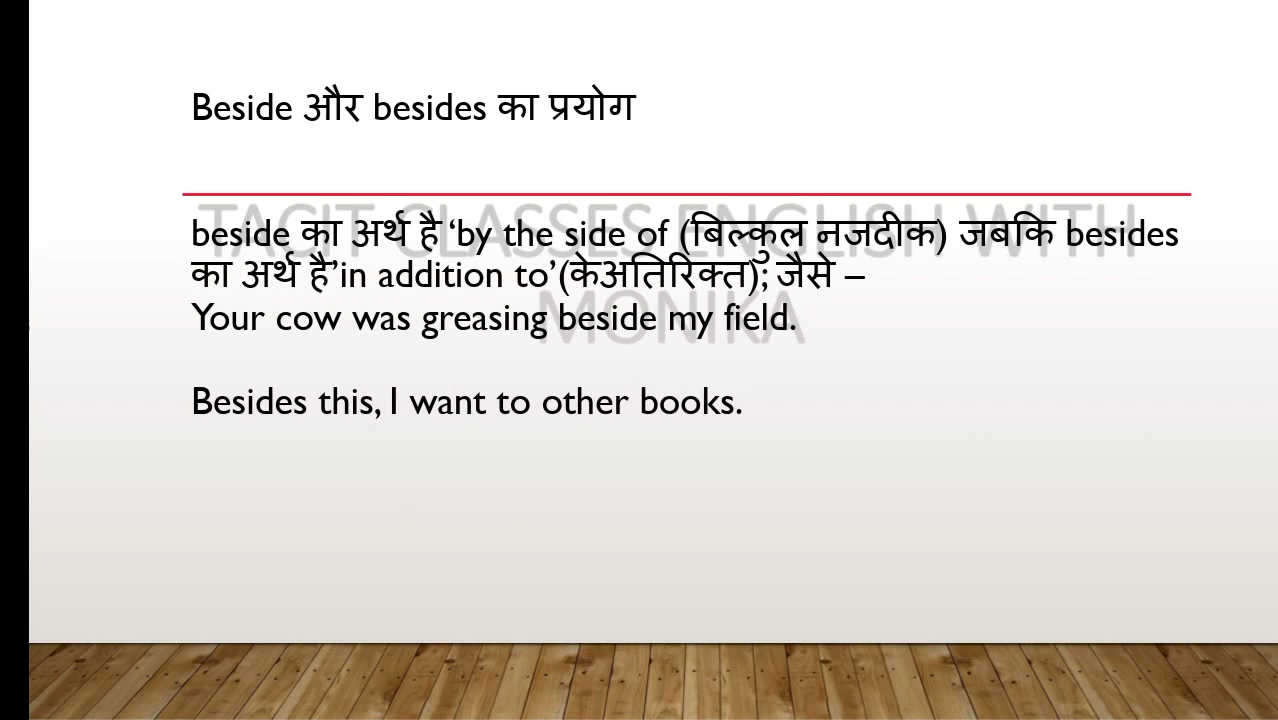 Beside और besides का प्रयोग
TACIT CLASSES ENGLISH WITH
MONIKA
beside का अर्थ है ‘by the side of (बिल्कुल नजदीक) जबकि besides
का अर्थ है’in addition to’(केअतिरिक्त); जैसे –
Your cow was greasing beside my field.
Besides this, I want to other books.